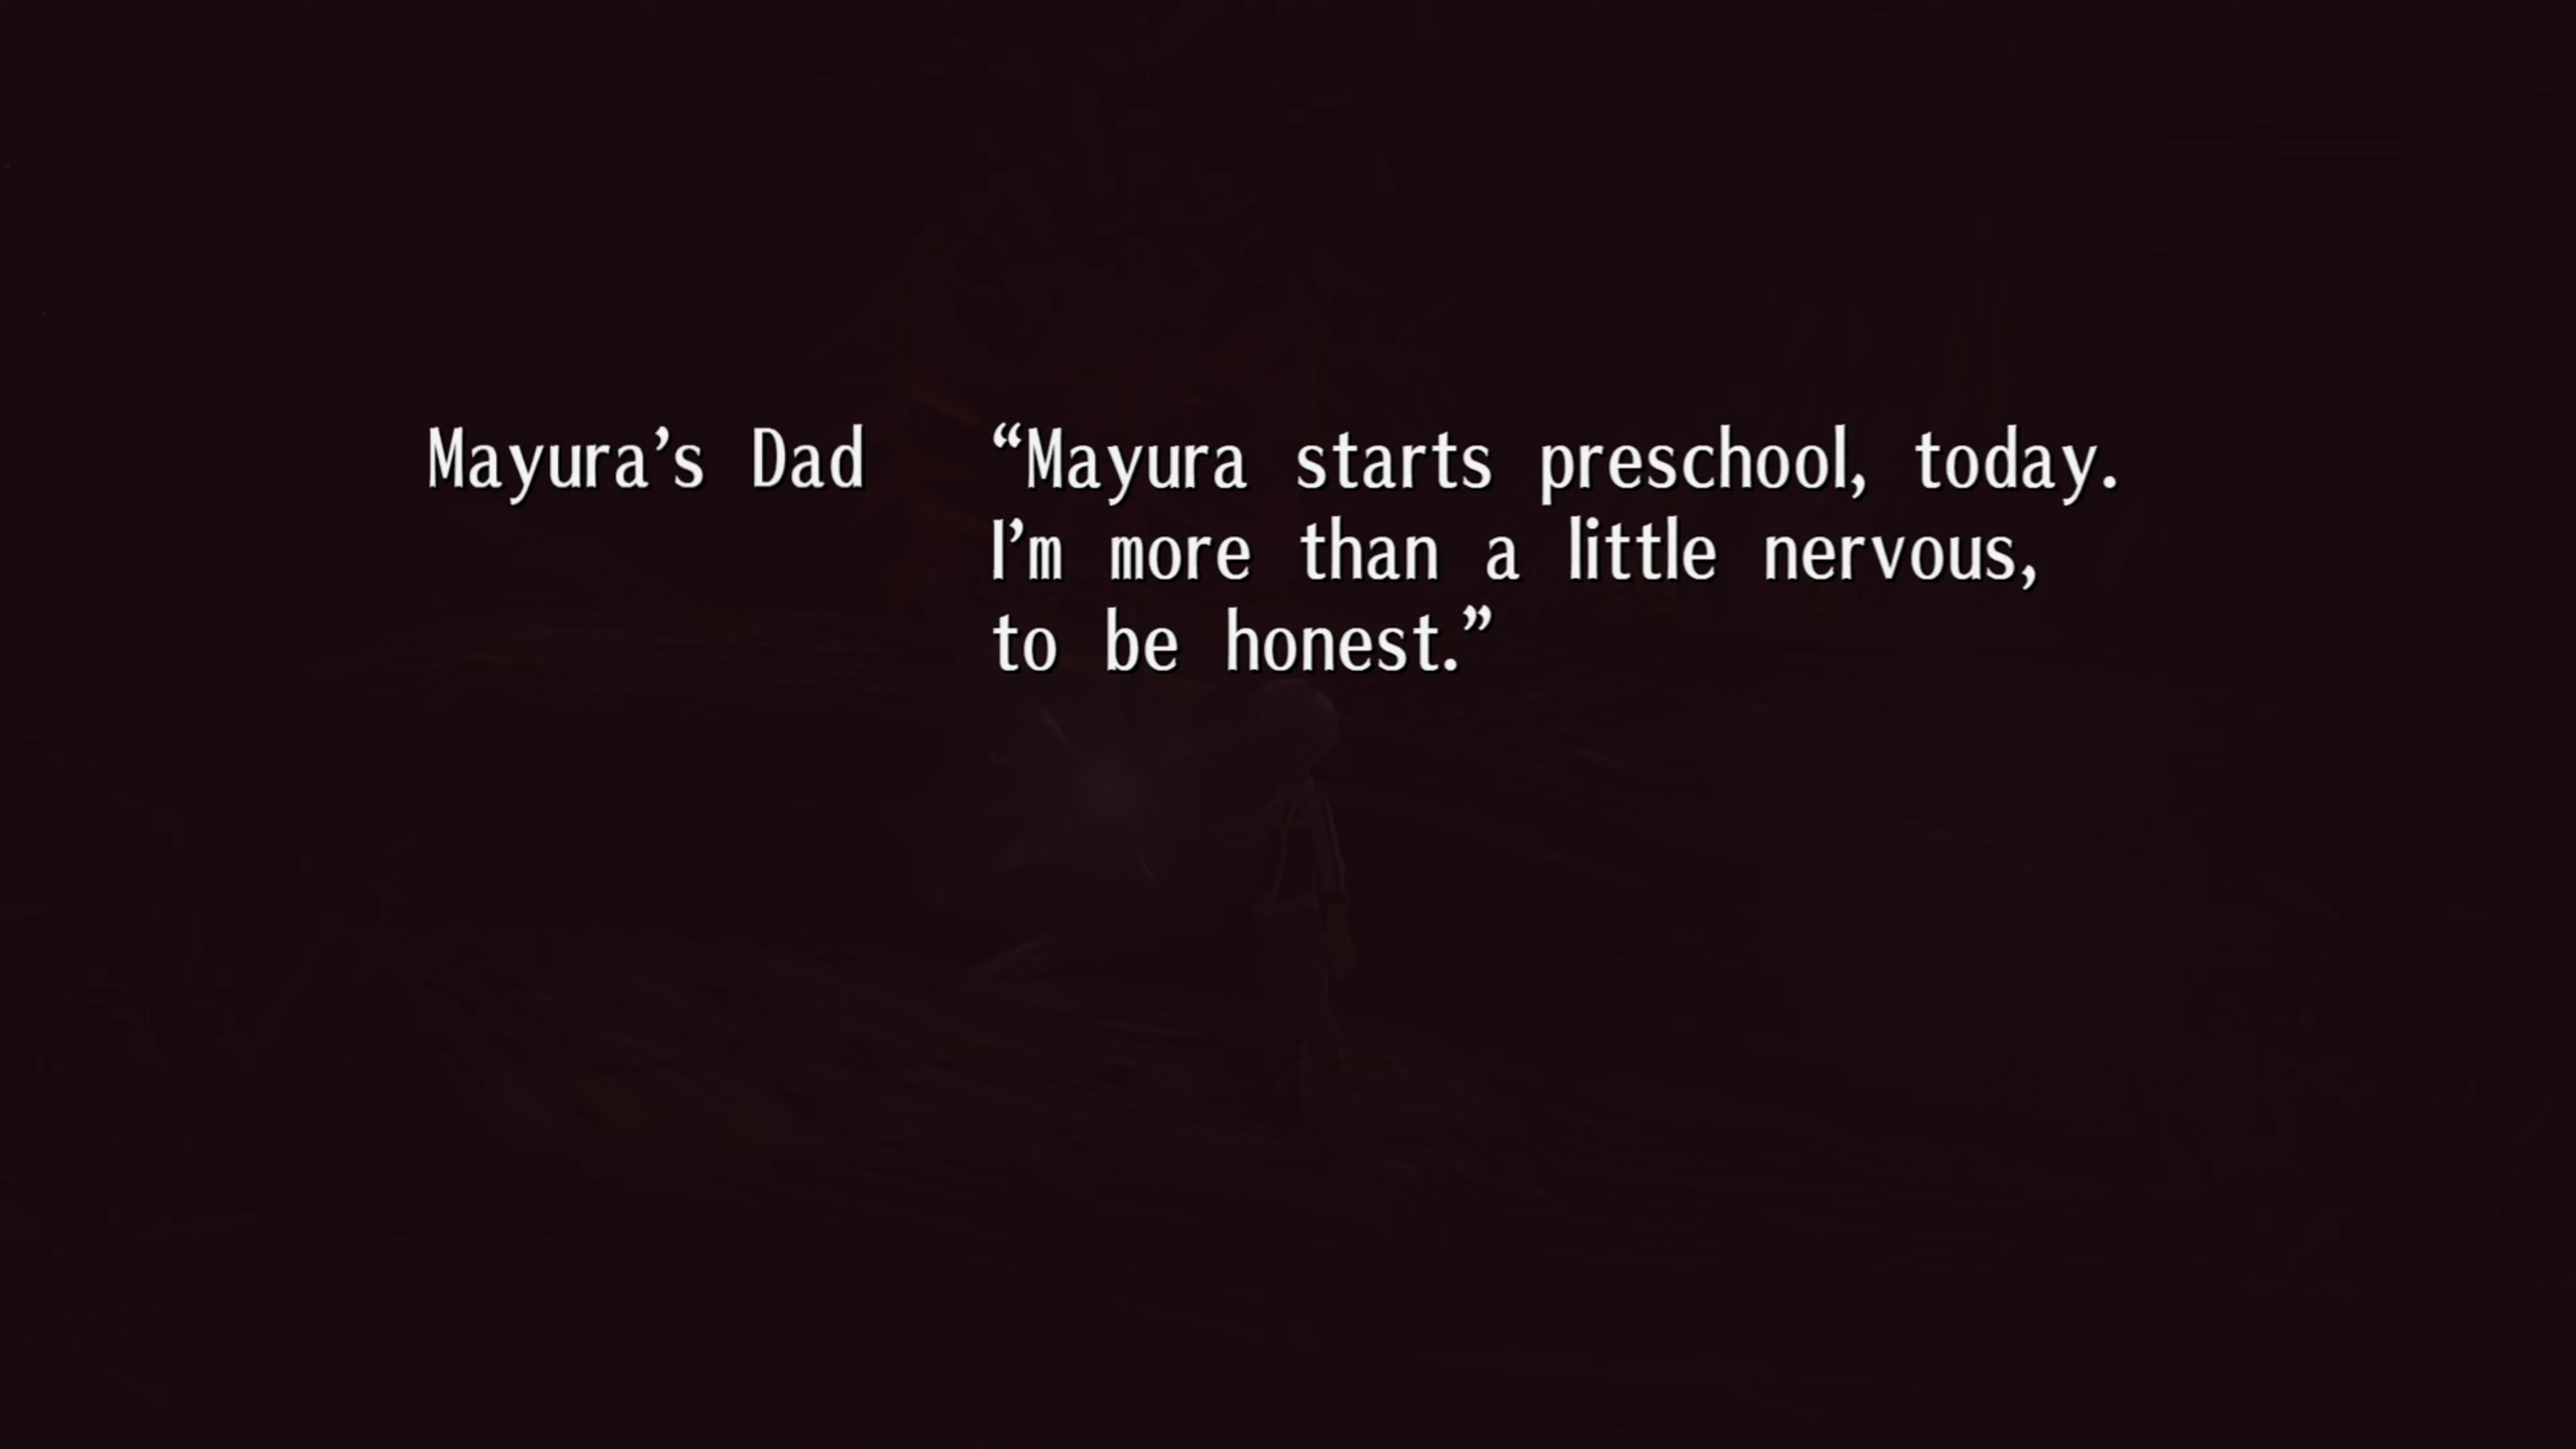 Mayura’s Dad “Mayura starts preschool, today.
I’m more than a little nervous,
to be honest.”